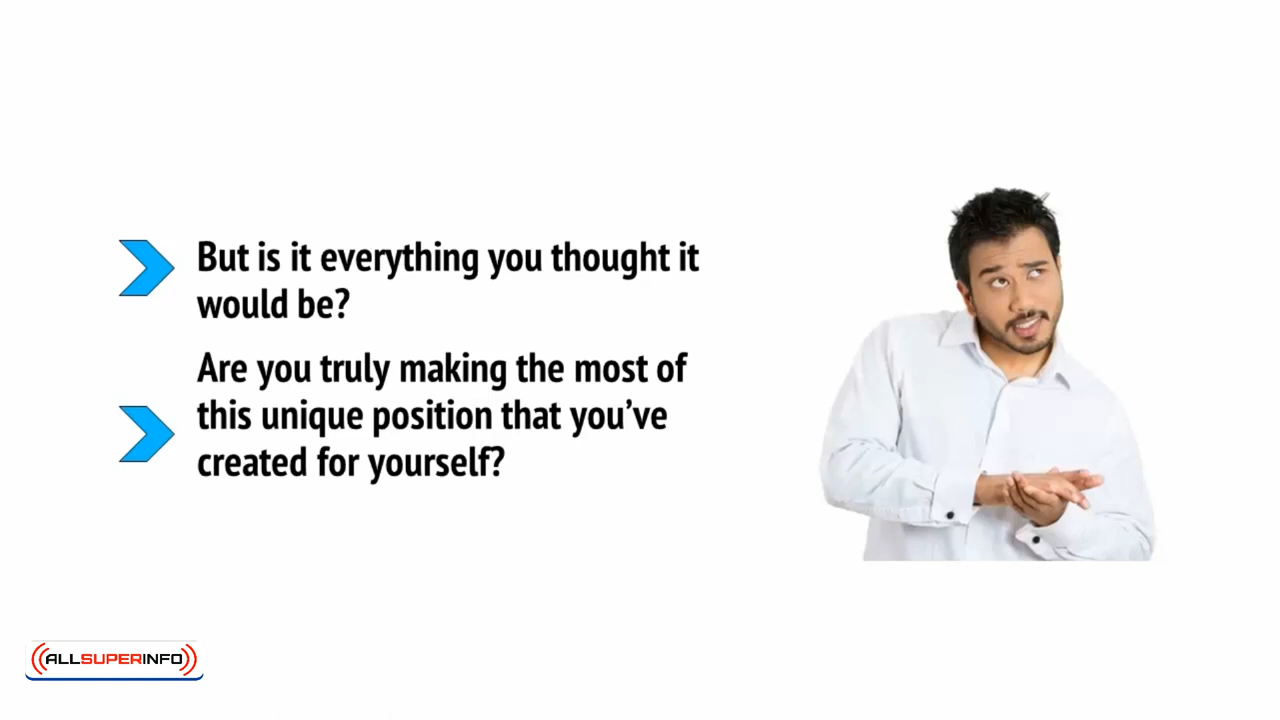 But is it everything you thought it
would be?
Are you truly making the most of
this unique position that you’ve
created for yourself?
ALLSUPERINFO